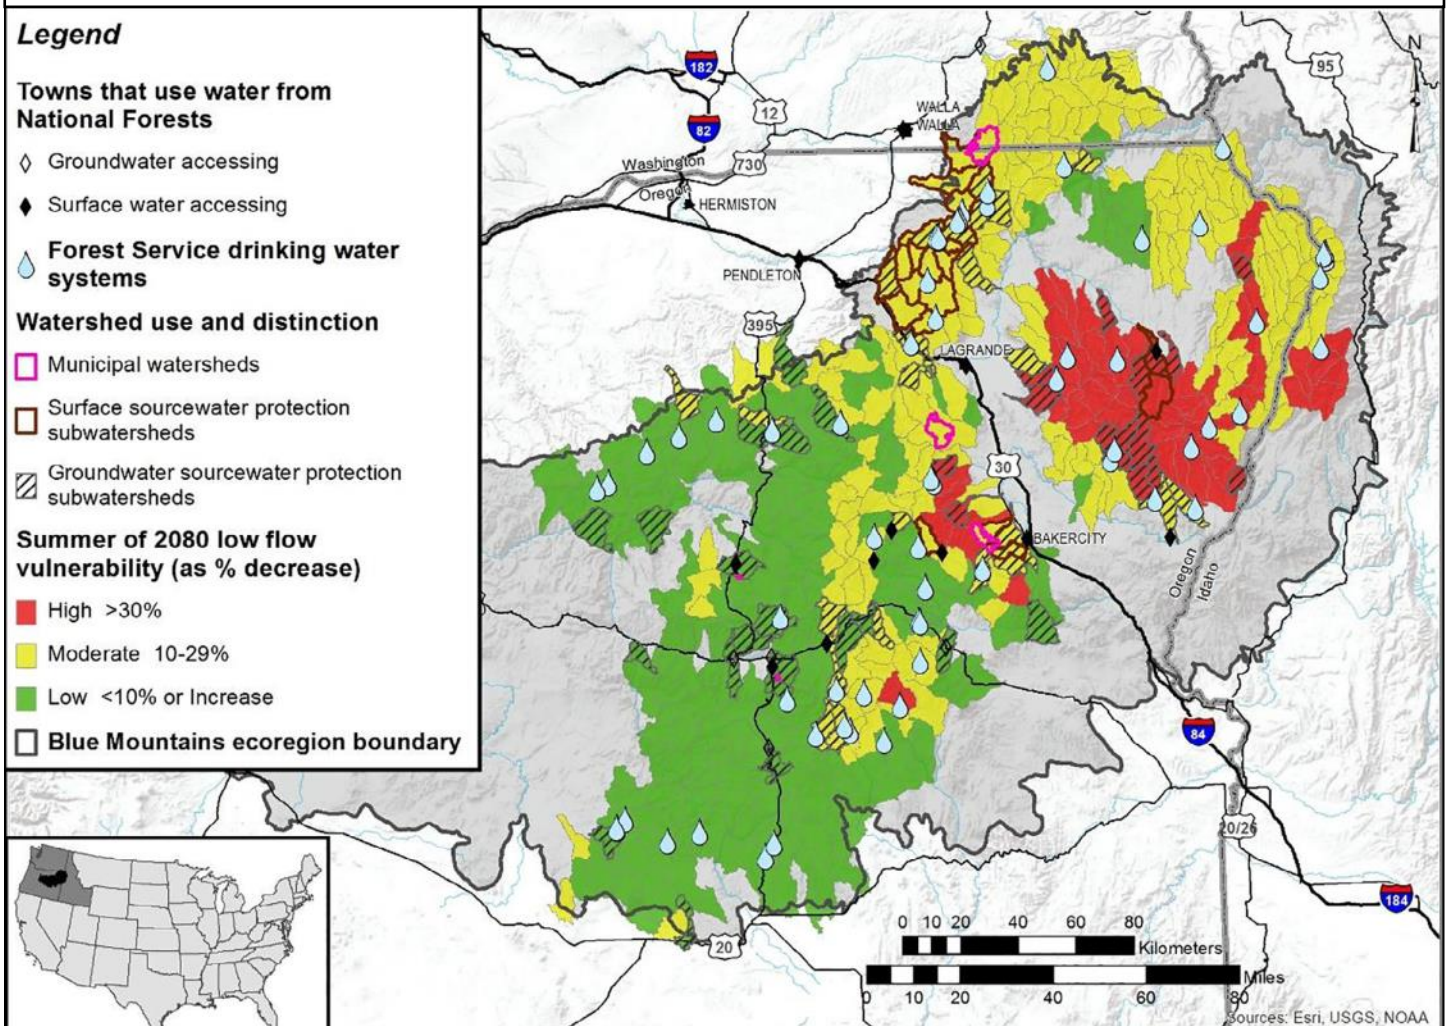 Legend
Towns that use water from
National Forests
Groundwater accessing
Surface water accessing
Forest Service drinking water
systems
Watershed use and distinction
Municipal watersheds
Surface sourcewater protection
subwatersheds
Groundwater sourcewater protection
subwatersheds
Summer of 2080 low flow
vulnerability (as % decrease)
High >30%
Moderate 10-29%
Low <10% or Increase
Blue Mountains ecoregion boundary
N
95
182
12
82
WALLA
WALLA
Washington
730
Oregon
HERMISTON
PENDLETON
395
LAGRANDE
30
BAKERCITY
Oregon
Idaho
84
20/26
184
20
0 10 20 40 60 80
Kilometers
Miles
0 10 20 40 60 80
Sources: Esri, USGS, NOAA